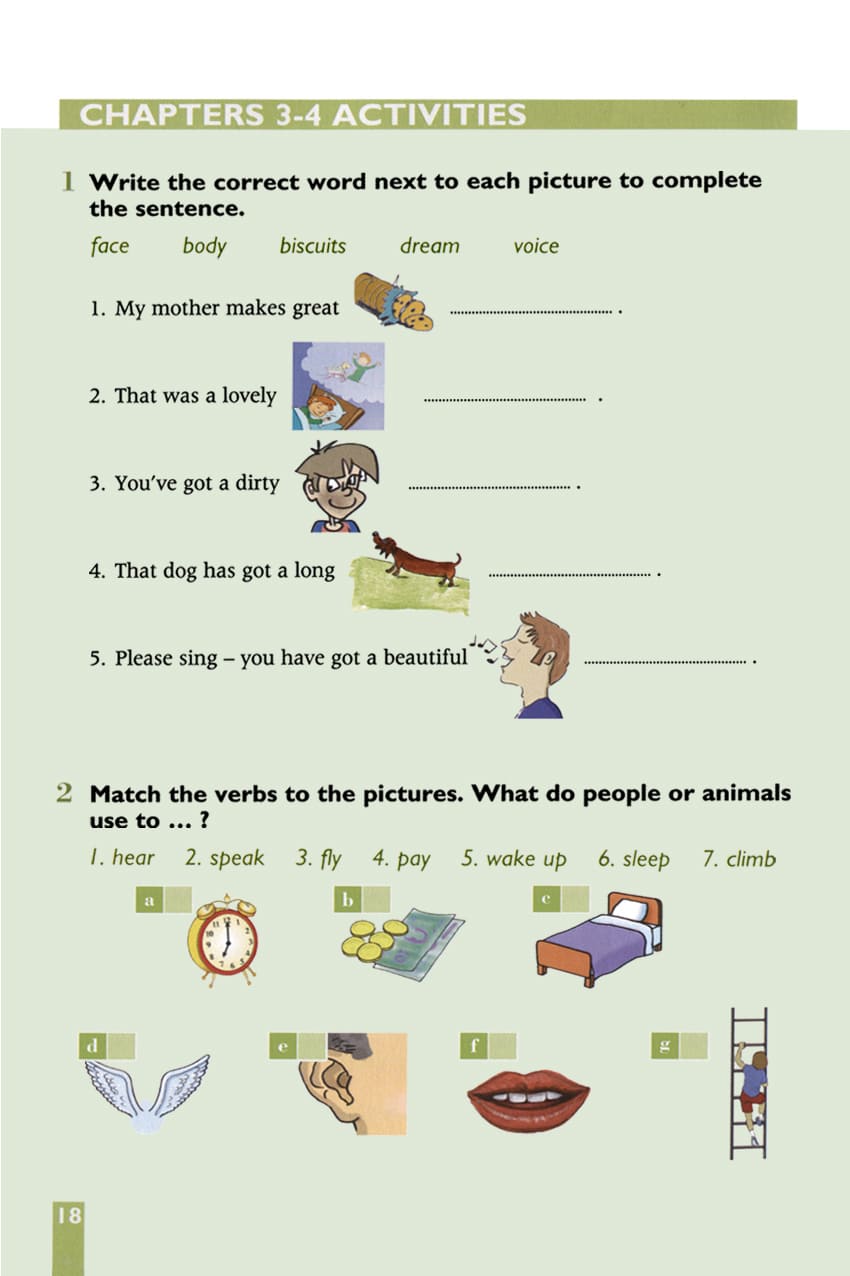 CHAPTERS 3-4 ACTIVITIES
1 Write the correct word next to each picture to complete
the sentence.
face body biscuits dream voice
1. My mother makes great .......................................... .
2. That was a lovely .......................................... .
3. You've got a dirty .......................................... .
4. That dog has got a long .......................................... .
5. Please sing – you have got a beautiful .......................................... .
2 Match the verbs to the pictures. What do people or animals
use to ... ?
1. hear 2. speak 3. fly 4. pay 5. wake up 6. sleep 7. climb
a b c
d e f g
18